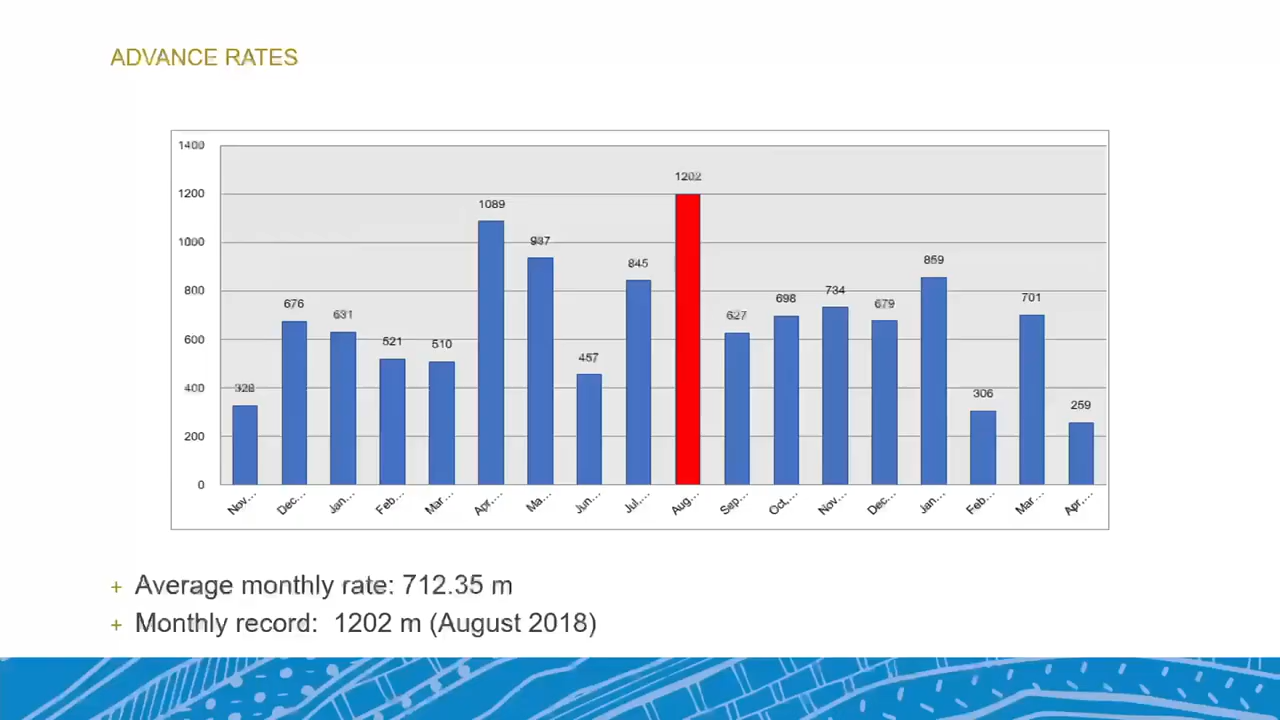 ADVANCE RATES
1400
1200
1000
800
600
400
200
0
328
676
631
521
510
1089
937
457
845
1202
627
698
734
679
859
306
701
259
Nov...
Dec...
Jan...
Feb...
Mar...
Apr....
Ma...
Jun...
Jul....
Aug...
Sep...
Oct,...
Nov...
Dec...
Jan...
Feb...
Mar...
Apr....
+ Average monthly rate: 712.35 m
+ Monthly record: 1202 m (August 2018)